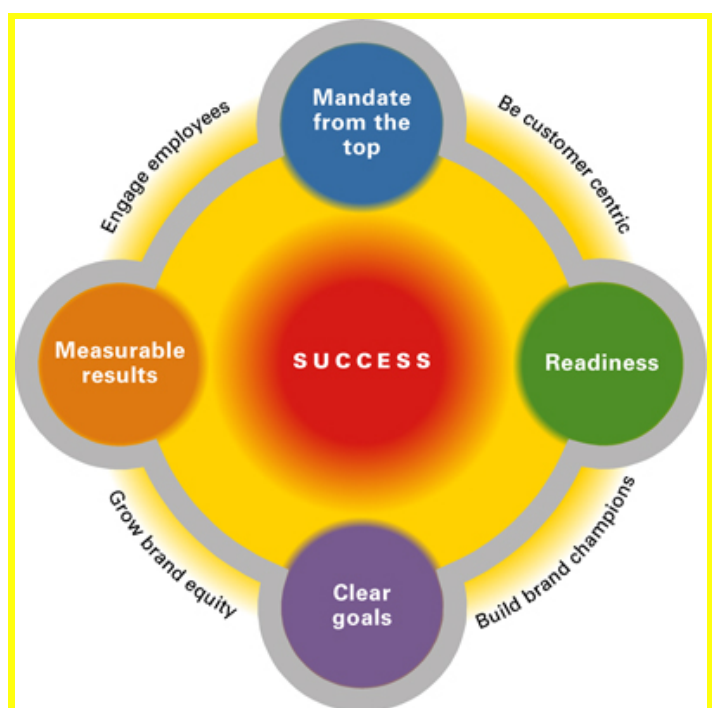 Mandate
from the
top
Engage employees
Be customer centric
Measurable
results
SUCCESS
Readiness
Grow brand equity
Build brand champions
Clear
goals